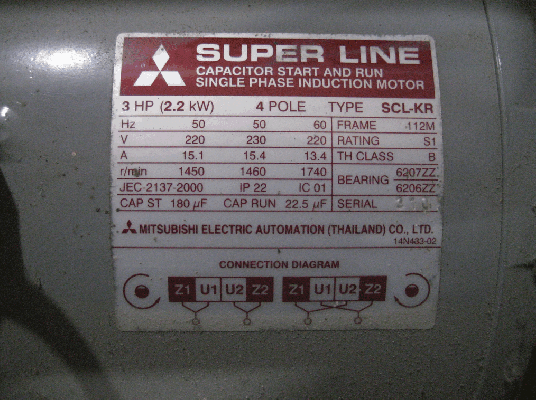 SUPER LINE
CAPACITOR START AND RUN
SINGLE PHASE INDUCTION MOTOR
3 HP (2.2 kW) 4 POLE TYPE SCL-KR
Hz 50 50 60 FRAME 112M
V 220 230 220 RATING S1
A 15.1 15.4 13.4 TH CLASS B
r/min 1450 1460 1740 BEARING 6207ZZ
6206ZZ
JEC-2137-2000 IP 22 IC 01
CAP ST 180 μF CAP RUN 22.5 μF SERIAL
MITSUBISHI ELECTRIC AUTOMATION (THAILAND) CO., LTD.
14N433-02
CONNECTION DIAGRAM
Z1 U1 U2 Z2 Z1 U1 U2 Z2